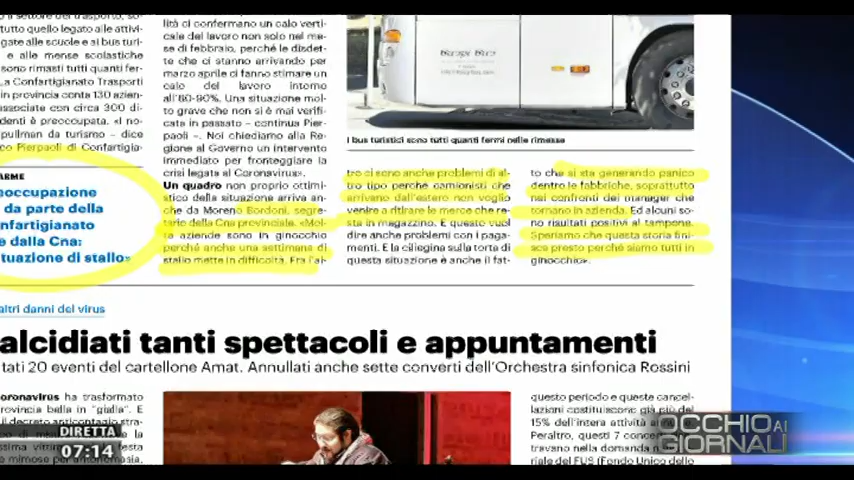 tutto quello legato alle attivi-
gate alle scuole e ai bus turi-
e alle mense scolastiche
sono rimasti tutti quanti fer-
a Confartigianato Trasporti
in provincia conta 130 azien-
associate con circa 300 di-
denti è preoccupata. «I no-
pullman da turismo – dice
Pierpaoli di Confartigia-
ARME
eoccupazione
da parte della
nfartigianato
e dalla Cna:
tuazione di stallo»
lità ci confermano un calo verti-
cale del lavoro non solo nel me-
se di febbraio, perché le disdet-
te che ci stanno arrivando per
marzo aprile ci fanno stimare un
calo del lavoro intorno
all'80-90%. Una situazione mol-
to grave che non si è mai verifi-
cata in passato – continua Pier-
paoli –. Noi chiediamo alla Re-
gione al Governo un intervento
immediato per fronteggiare la
crisi legata al Coronavirus».
Un quadro non proprio ottimi-
stico della situazione arriva an-
che da Moreno Bordoni, segre-
tario della Cna provinciale. «Mol-
te aziende sono in ginocchio
perché anche una settimana di
stallo mette in difficoltà. Fra l'al-
I bus turistici sono tutti quanti fermi nelle rimesse
tro ci sono anche problemi di al-
tro tipo perché camionisti che
arrivano dall'estero non voglio
venire a ritirare le merce che re-
sta in magazzino. E questo vuol
dire anche problemi con i paga-
menti. E la ciliegina sulla torta di
questa situazione è anche il fat-
to che si sta generando panico
dentro le fabbriche, soprattutto
nei confronti dei manager che
tornano in azienda. Ed alcuni so-
no risultati positivi al tampone.
Speriamo che questa storia fini-
sca presto perché siamo tutti in
ginocchio».
altri danni del virus
alcidiati tanti spettacoli e appuntamenti
tati 20 eventi del cartellone Amat. Annullati anche sette converti dell'Orchestra sinfonica Rossini
oronavirus ha trasformato
rovincia bella in "gialla". E
questo periodo e queste cancel-
lazioni costituiscono già più del
15% dell'intera attività
Peraltro, questi 7 concer
travano nella domanda
riale del FUS (Fondo Unico dello
DIRETTA
07:14
OCCHIO AI
GIORNALI